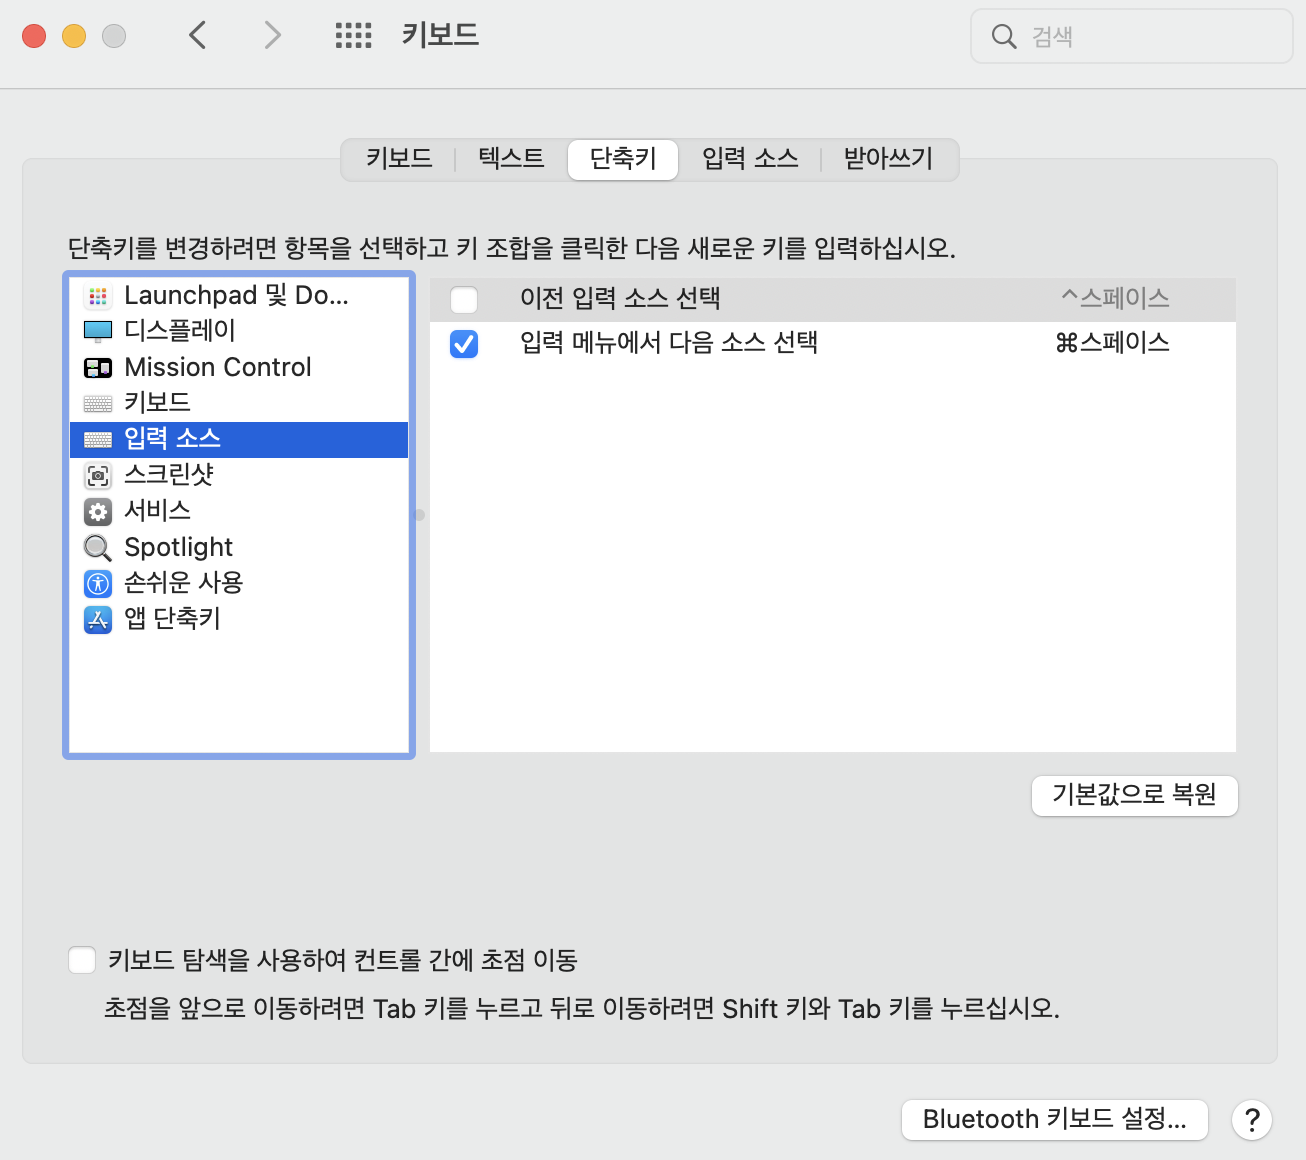 키보드
검색
키보드
텍스트
단축키
입력 소스
받아쓰기
단축키를 변경하려면 항목을 선택하고 키 조합을 클릭한 다음 새로운 키를 입력하십시오.
Launchpad 및 Do...
디스플레이
Mission Control
키보드
입력 소스
스크린샷
서비스
Spotlight
손쉬운 사용
앱 단축키
이전 입력 소스 선택 ^스페이스
입력 메뉴에서 다음 소스 선택 ⌘스페이스
기본값으로 복원
키보드 탐색을 사용하여 컨트롤 간에 초점 이동
초점을 앞으로 이동하려면 Tab 키를 누르고 뒤로 이동하려면 Shift 키와 Tab 키를 누르십시오.
Bluetooth 키보드 설정... ?